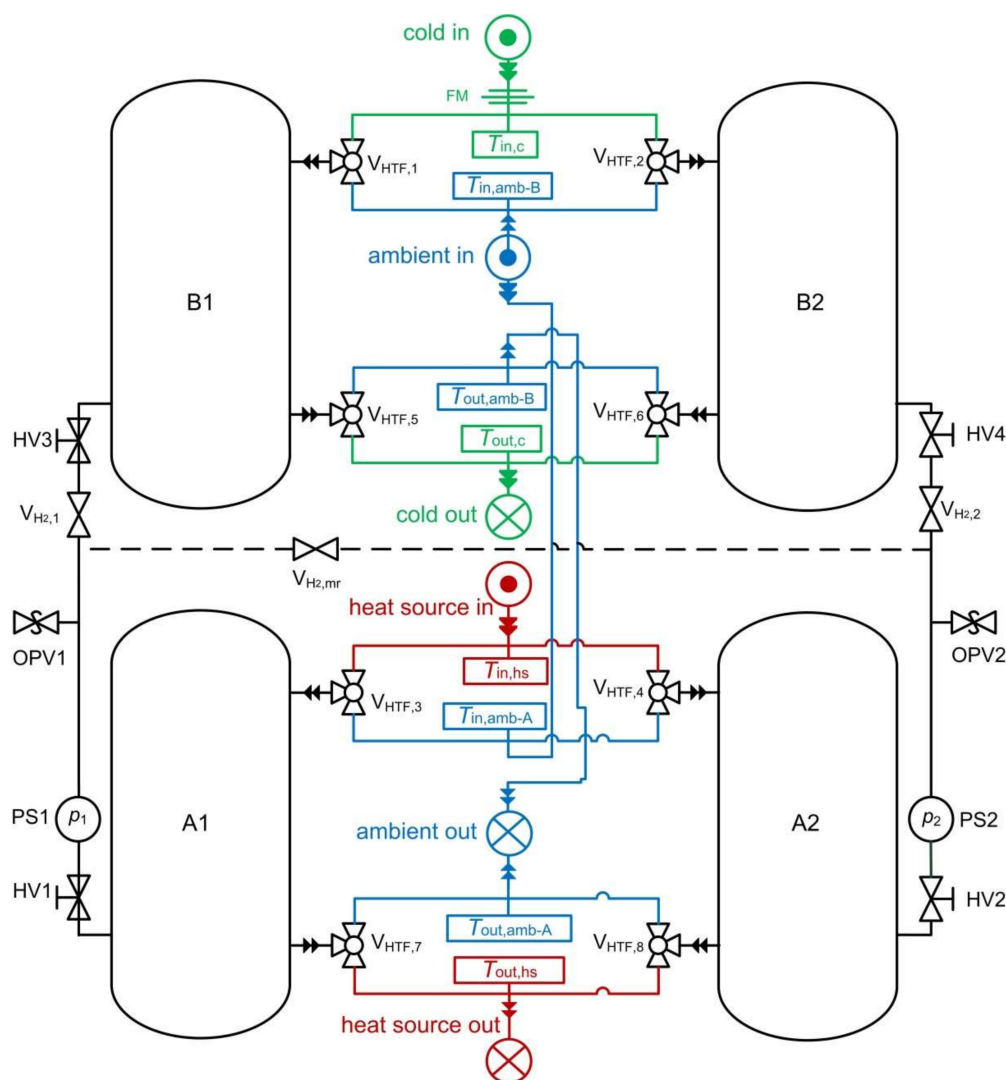 cold in
FM
Tin,c
VHTF,1
VHTF,2
Tin,amb-B
ambient in
B1
B2
Tout,amb-B
VHTF,5
VHTF,6
HV3
HV4
Tout,c
VH2,1
VH2,2
cold out
VH2,mr
heat source in
OPV1
OPV2
Tin,hs
VHTF,3
VHTF,4
Tin,amb-A
PS1
p1
A1
A2
p2
PS2
ambient out
HV1
HV2
Tout,amb-A
VHTF,7
VHTF,8
Tout,hs
heat source out